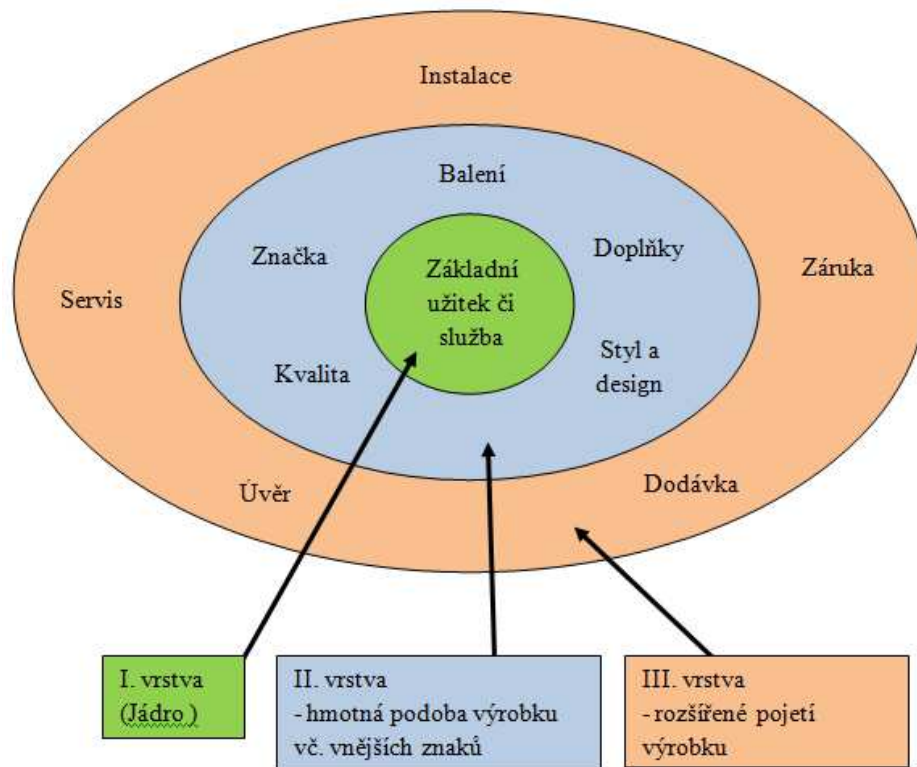 Instalace
Balení
Značka
Doplňky
Základní
užitek či
služba
Záruka
Servis
Styl a
design
Kvalita
Úvěr
Dodávka
I. vrstva
(Jádro )
II. vrstva
- hmotná podoba výrobku
vč. vnějších znaků
III. vrstva
- rozšířené pojetí
výrobku